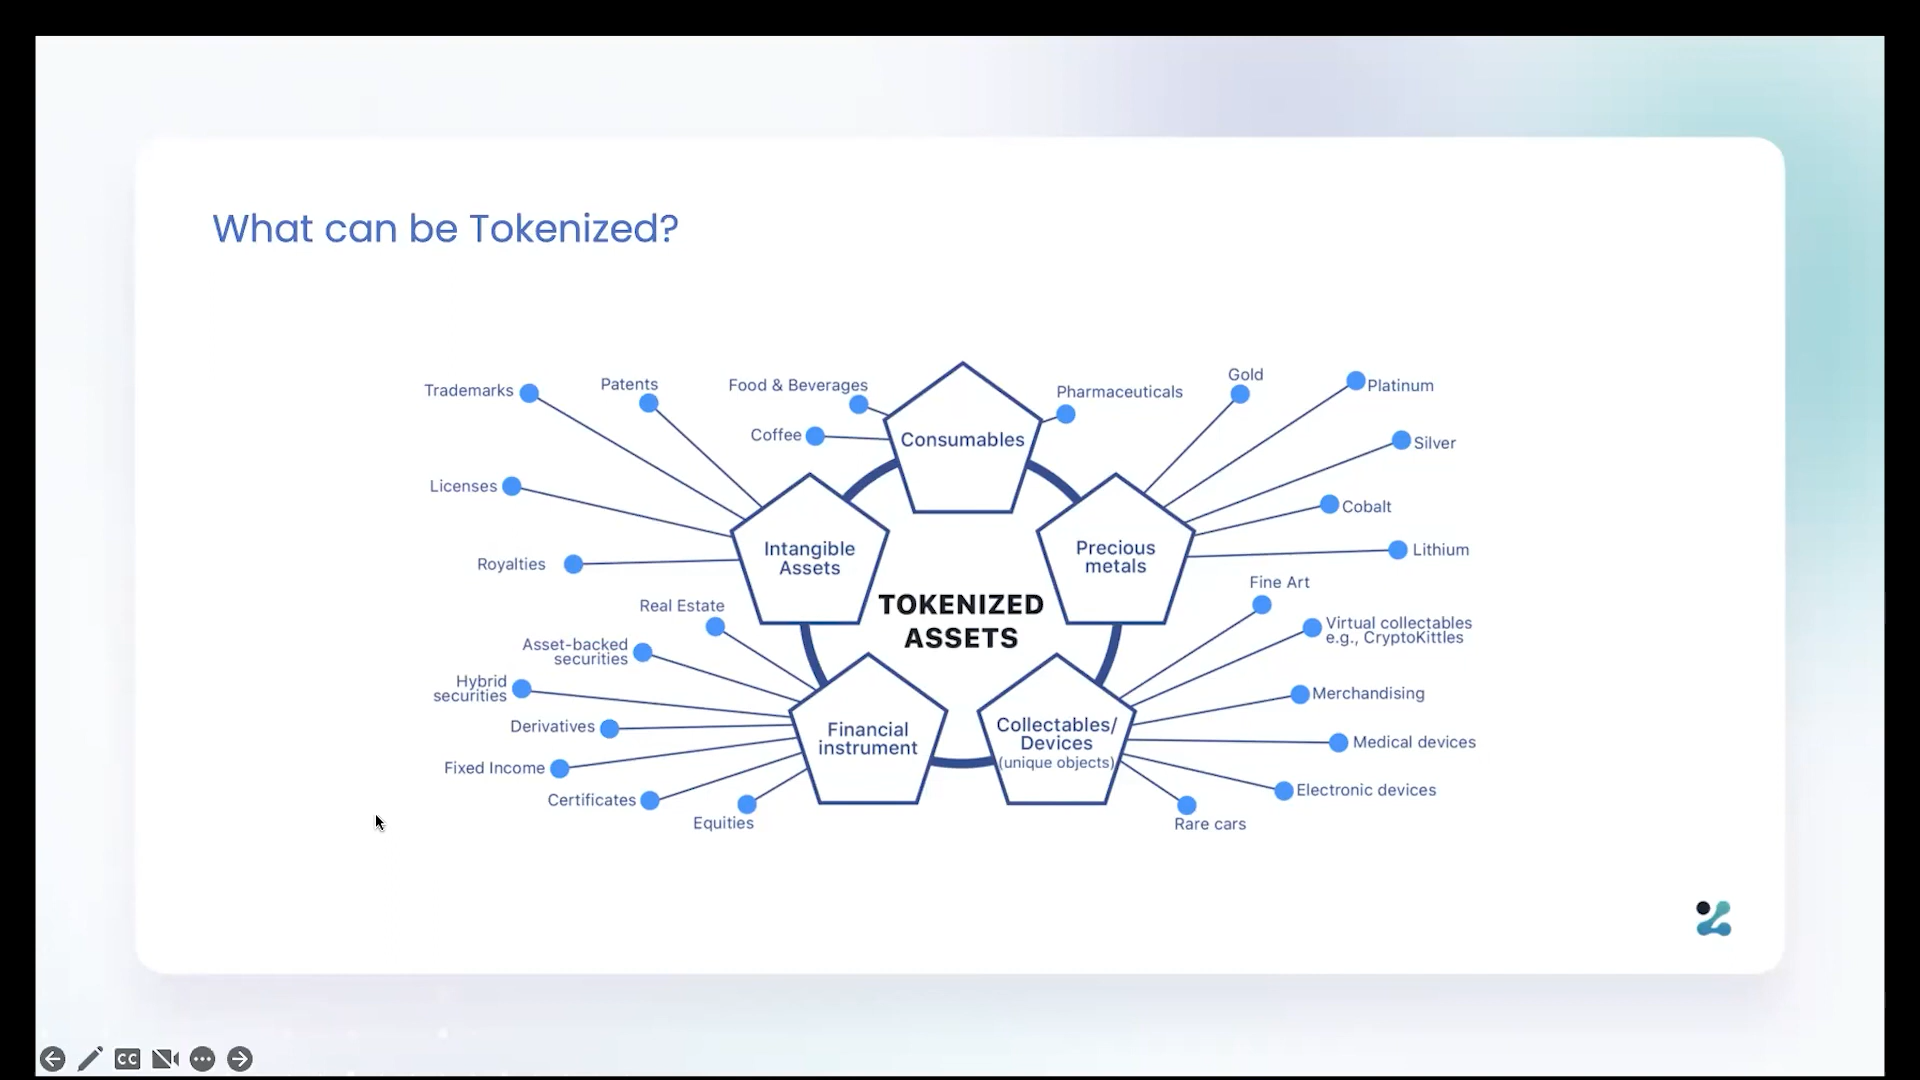 What can be Tokenized?
Trademarks
Patents
Food & Beverages
Coffee
Pharmaceuticals
Gold
Platinum
Silver
Cobalt
Lithium
Licenses
Royalties
Consumables
Intangible
Assets
Precious
metals
TOKENIZED
ASSETS
Real Estate
Asset-backed
securities
Hybrid
securities
Derivatives
Fixed Income
Certificates
Equities
Financial
instrument
Collectables/
Devices
(unique objects)
Fine Art
Virtual collectables
e.g., CryptoKittles
Merchandising
Medical devices
Electronic devices
Rare cars
CC